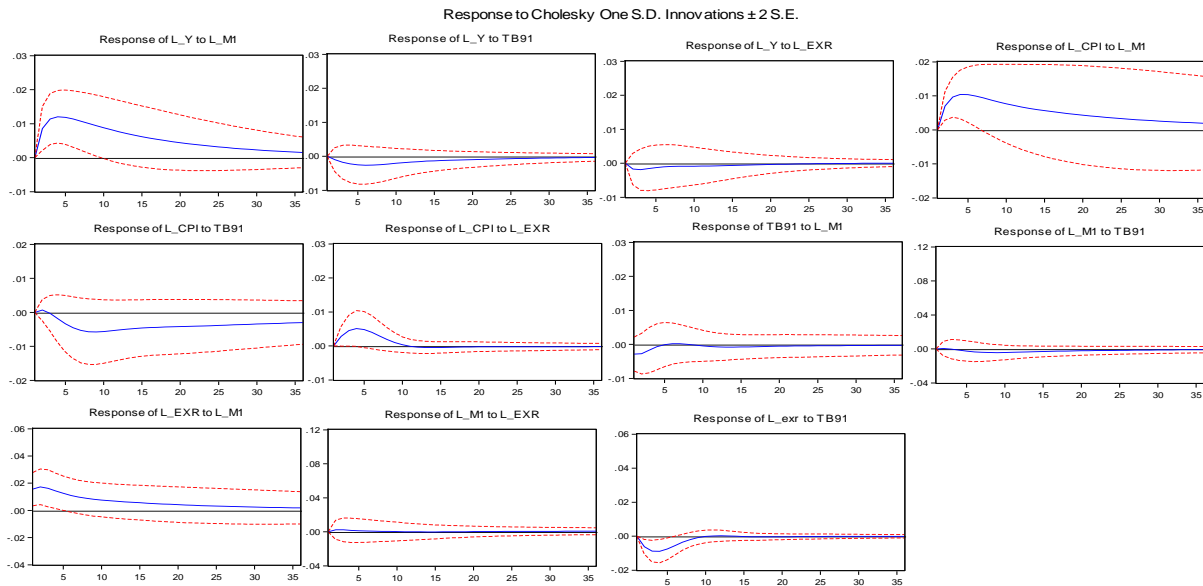 Response to Cholesky One S.D. Innovations ± 2 S.E.
Response of L_Y to L_M1
.03
.02
.01
.00
-.01
5 10 15 20 25 30 35
Response of L_Y to TB91
.03
.02
.01
.00
.01
5 10 15 20 25 30 35
Response of L_Y to L_EXR
.03
.02
.01
.00
.01
5 10 15 20 25 30 35
Response of L_CPI to L_M1
.02
.01
.00
-.01
-.02
5 10 15 20 25 30 35
Response of L_CPI to TB91
.02
.01
.00
-.01
-.02
5 10 15 20 25 30 35
Response of L_CPI to L_EXR
.03
.02
.01
.00
-.01
5 10 15 20 25 30 35
Response of TB91 to L_M1
.03
.02
.01
.00
-.01
5 10 15 20 25 30 35
Response of L_M1 to TB91
.12
.08
.04
.00
-.04
5 10 15 20 25 30 35
Response of L_EXR to L_M1
.06
.04
.02
.00
-.02
-.04
5 10 15 20 25 30 35
Response of L_M1 to L_EXR
.12
.08
.04
.00
-.04
5 10 15 20 25 30 35
Response of L_exr to TB91
.06
.04
.02
.00
-.02
5 10 15 20 25 30 35